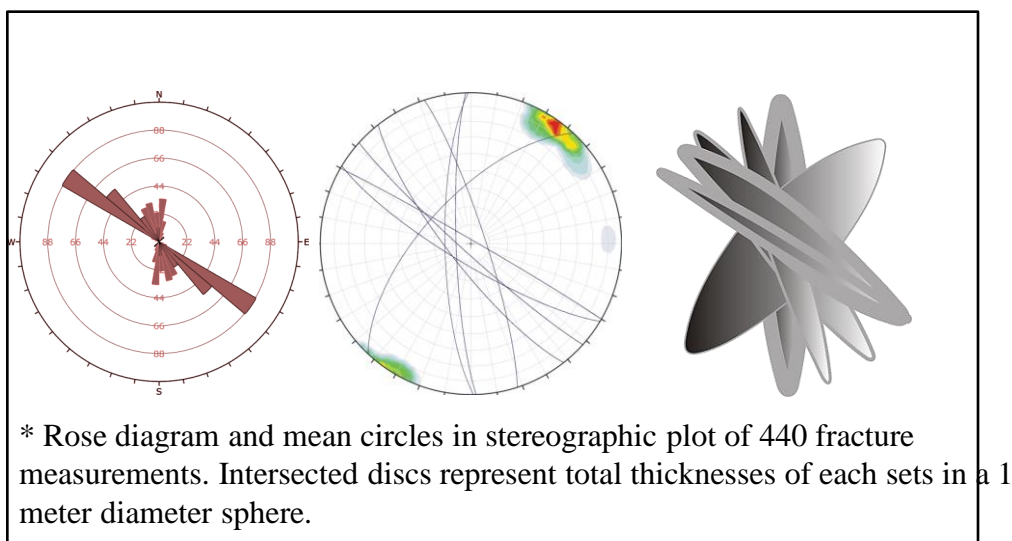 N
88
66
44
22
W 88 66 44 22 22 44 66 88 E
44
66
88
S
* Rose diagram and mean circles in stereographic plot of 440 fracture
measurements. Intersected discs represent total thicknesses of each sets in a 1
meter diameter sphere.